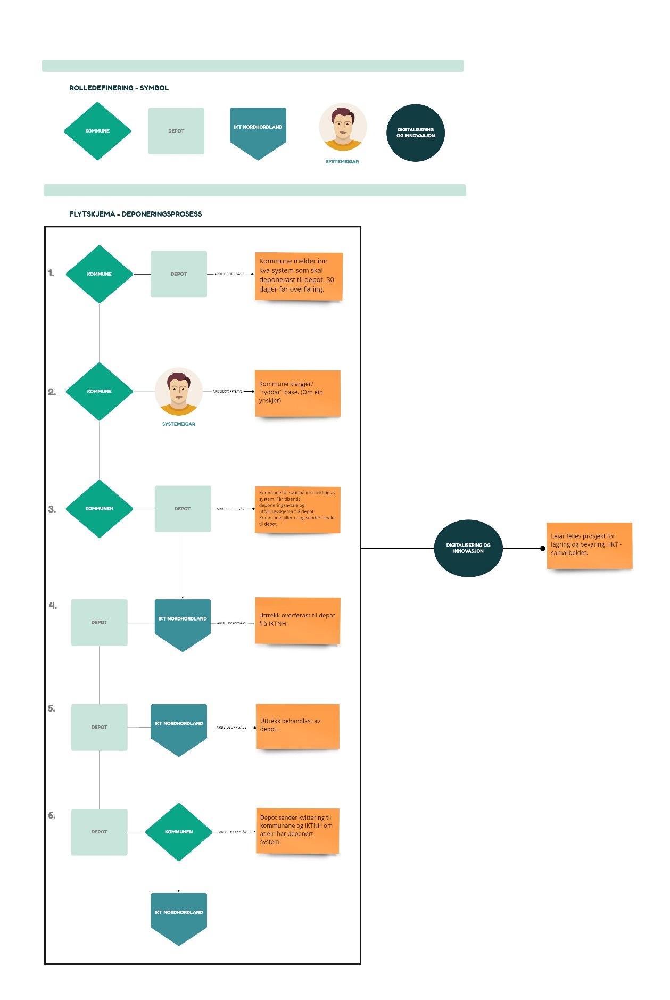 ROLLEDEFINERING - SYMBOL
KOMMUNE
DEPOT
IKT NORDHORDLAND
SYSTEMEIGAR
DIGITALISERING
OG INNOVASJON
FLYTSKJEMA - DEPONERINGSPROSESS
1.
KOMMUNE
DEPOT
ARBEIDSOPPGÅVE
Kommune melder inn
kva system som skal
deponerast til depot. 30
dager før overføring.
2.
KOMMUNE
SYSTEMEIGAR
ARBEIDSOPPGÅVE
Kommune klargjer/
"ryddar" base. (Om ein
ynskjer)
3.
KOMMUNEN
DEPOT
ARBEIDSOPPGÅVE
Kommune får svar på innmelding av
system. Får tilsendt
deponeringsavtale og
utfyllingsskjema frå depot.
Kommune fyller ut og sender tilbake
til depot.
DIGITALISERING OG
INNOVASJON
Leiar felles prosjekt for
lagring og bevaring i IKT -
samarbeidet.
4.
DEPOT
IKT NORDHORDLAND
ARBEIDSOPPGÅVE
Uttrekk overførast til depot
frå IKTNH.
5.
DEPOT
IKT NORDHORDLAND
ARBEIDSOPPGÅVE
Uttrekk behandlast av
depot.
6.
DEPOT
KOMMUNEN
ARBEIDSOPPGÅVE
Depot sender kvittering til
kommunane og IKTNH om
at ein har deponert
system.
IKT NORDHORDLAND